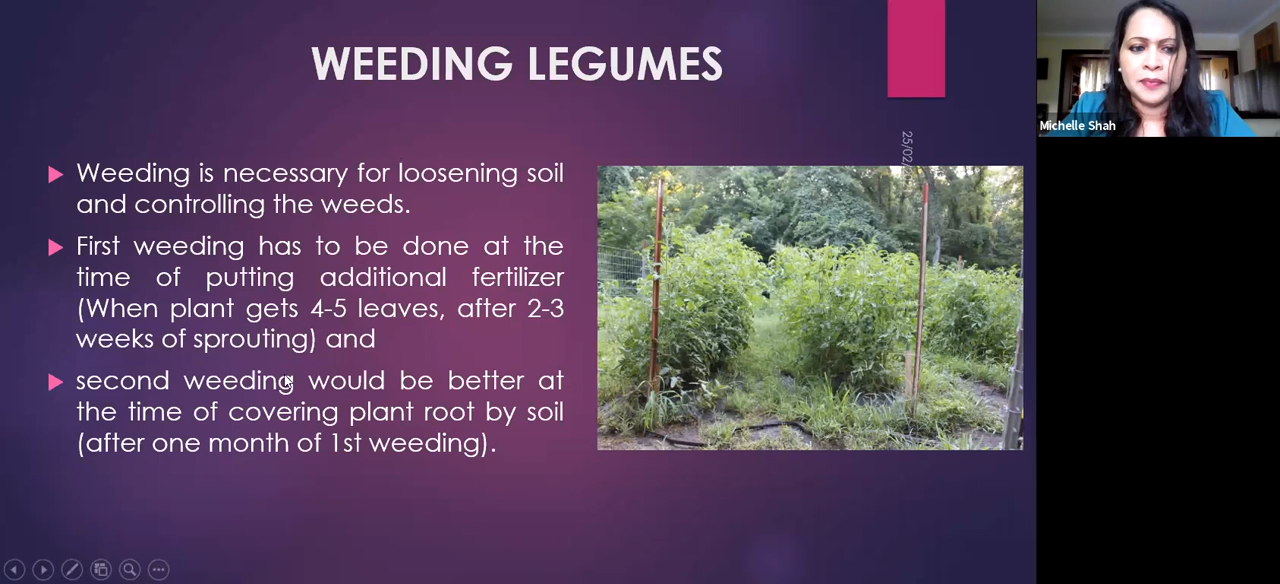 WEEDING LEGUMES
Michelle Shah
25/02/
Weeding is necessary for loosening soil
and controlling the weeds.
First weeding has to be done at the
time of putting additional fertilizer
(When plant gets 4-5 leaves, after 2-3
weeks of sprouting) and
second weeding would be better at
the time of covering plant root by soil
(after one month of 1st weeding).